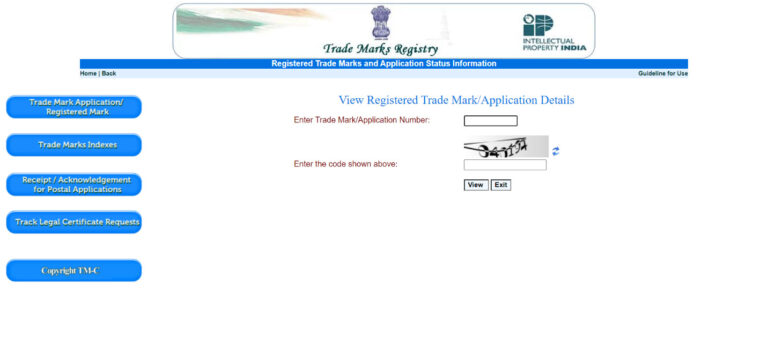 Trade Marks Registry
INTELLECTUAL
PROPERTY INDIA
Registered Trade Marks and Application Status Information
Home | Back
Guideline for Use
Trade Mark Application/
Registered Mark
Trade Marks Indexes
Receipt / Acknowledgement
for Postal Applications
Track Legal Certificate Requests
Copyright TM-C
View Registered Trade Mark/Application Details
Enter Trade Mark/Application Number:
Enter the code shown above:
View
Exit